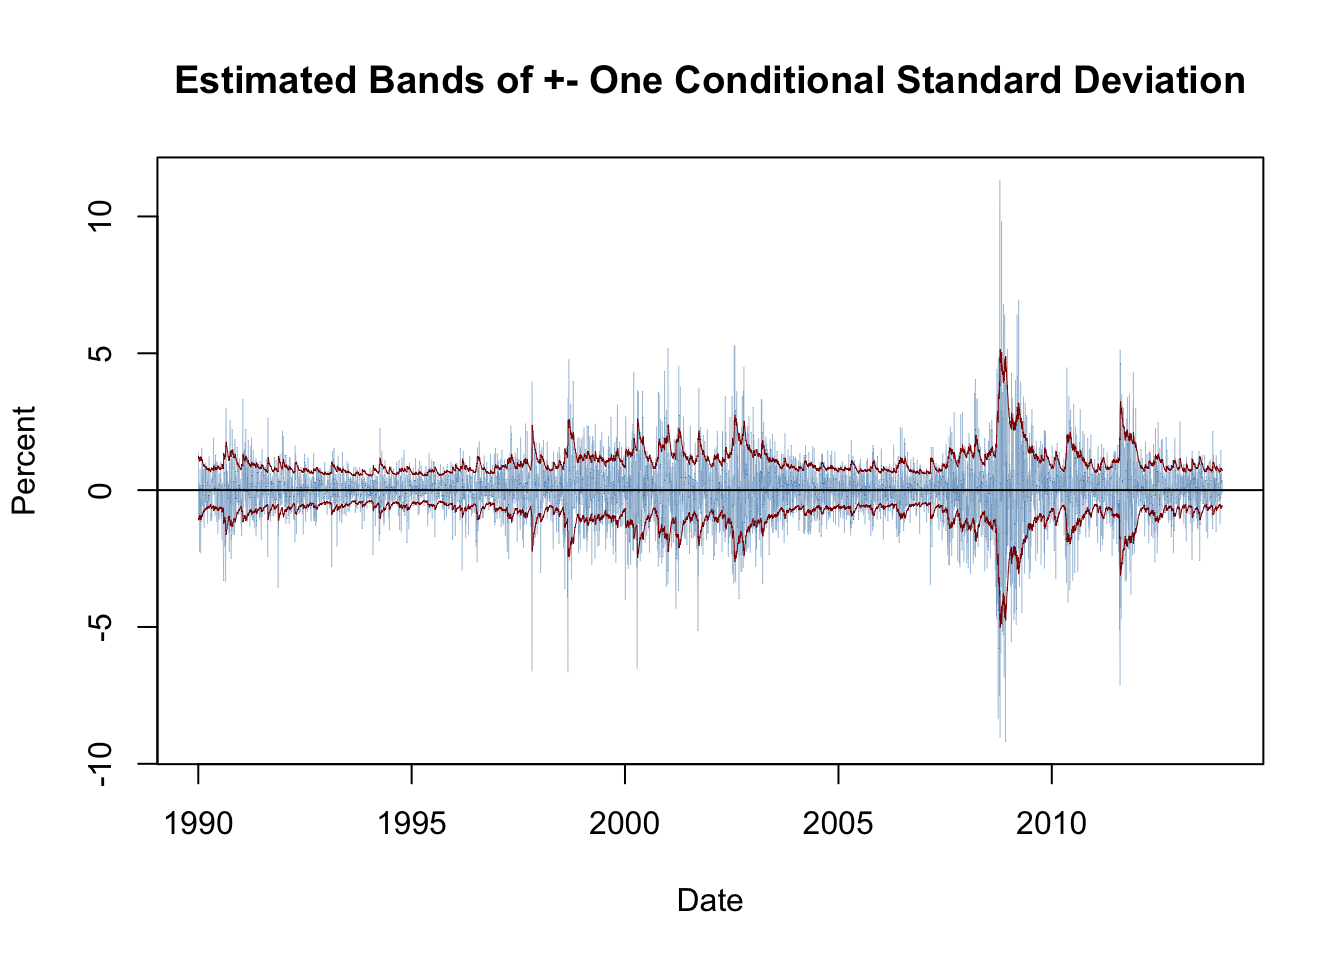 Estimated Bands of +- One Conditional Standard Deviation
Percent
10
5
0
-5
-10
1990 1995 2000 2005 2010
Date